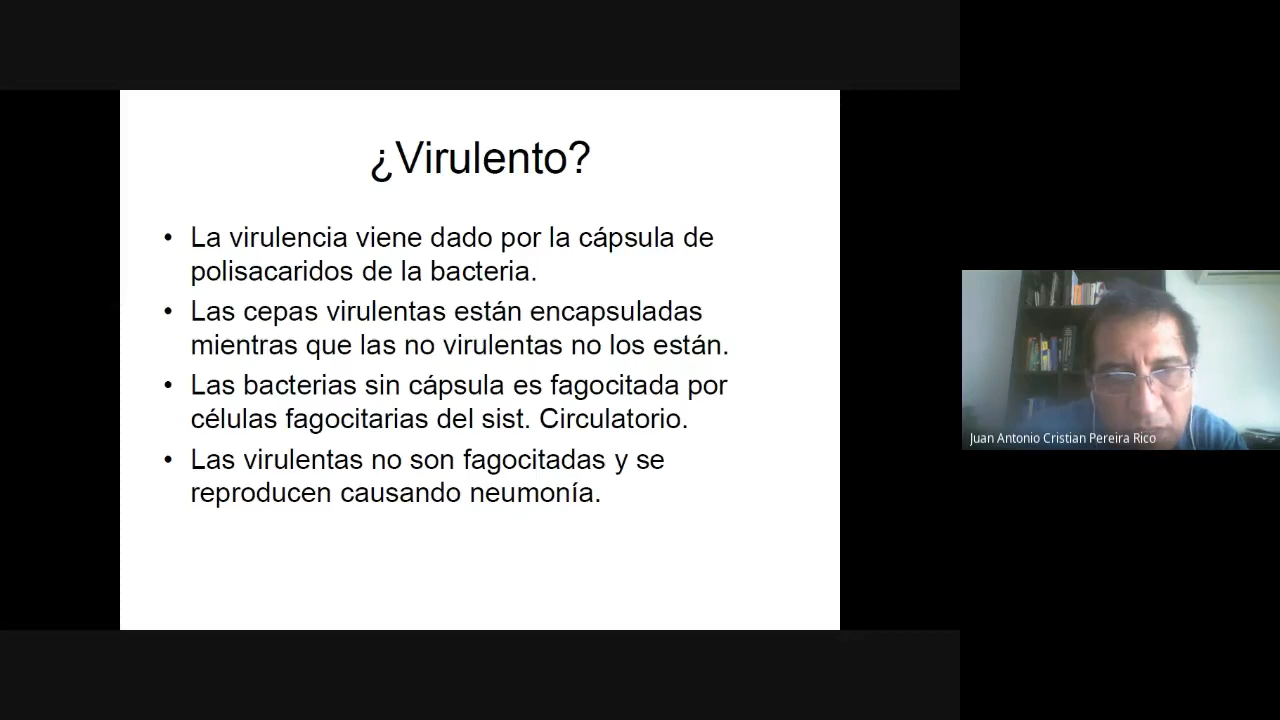 ¿Virulento?
• La virulencia viene dado por la cápsula de
polisacaridos de la bacteria.
• Las cepas virulentas están encapsuladas
mientras que las no virulentas no los están.
• Las bacterias sin cápsula es fagocitada por
células fagocitarias del sist. Circulatorio.
• Las virulentas no son fagocitadas y se
reproducen causando neumonía.
Juan Antonio Cristian Pereira Rico